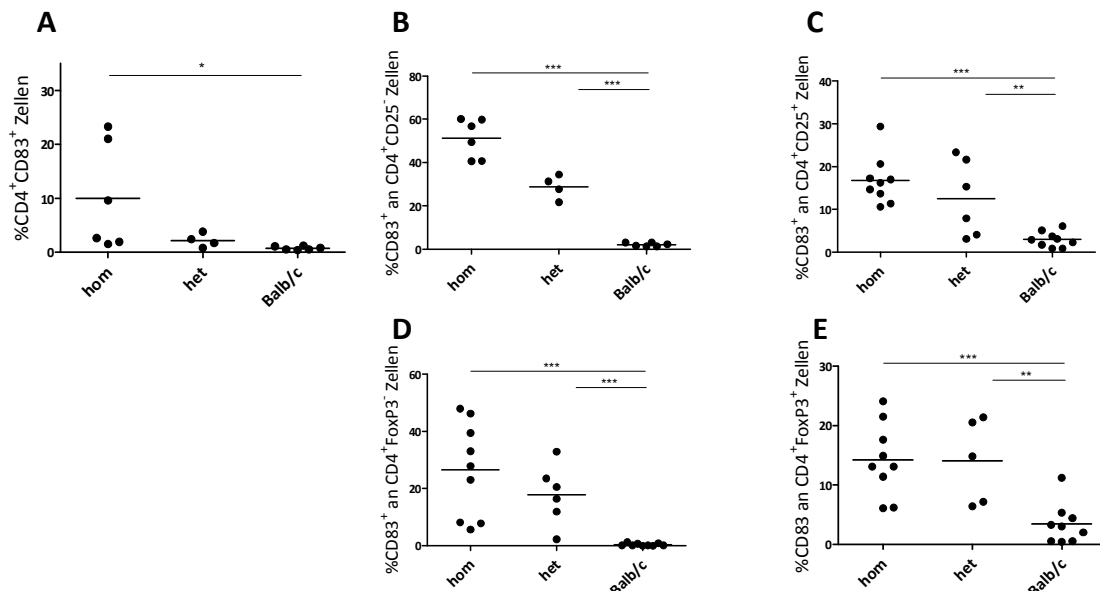 A
%CD4⁺CD83⁺ Zellen
30
20
10
0
*
hom
het
Balb/c
B
%CD83⁺ an CD4⁺CD25⁻ Zellen
80
60
40
20
0
***
***
hom
het
Balb/c
C
%CD83⁺ an CD4⁺CD25⁺ Zellen
40
30
20
10
0
***
**
hom
het
Balb/c
D
%CD83⁺ an CD4⁺FoxP3⁻ Zellen
60
40
20
0
***
***
hom
het
Balb/c
E
%CD83 an CD4⁺FoxP3⁺ Zellen
30
20
10
0
***
**
hom
het
Balb/c